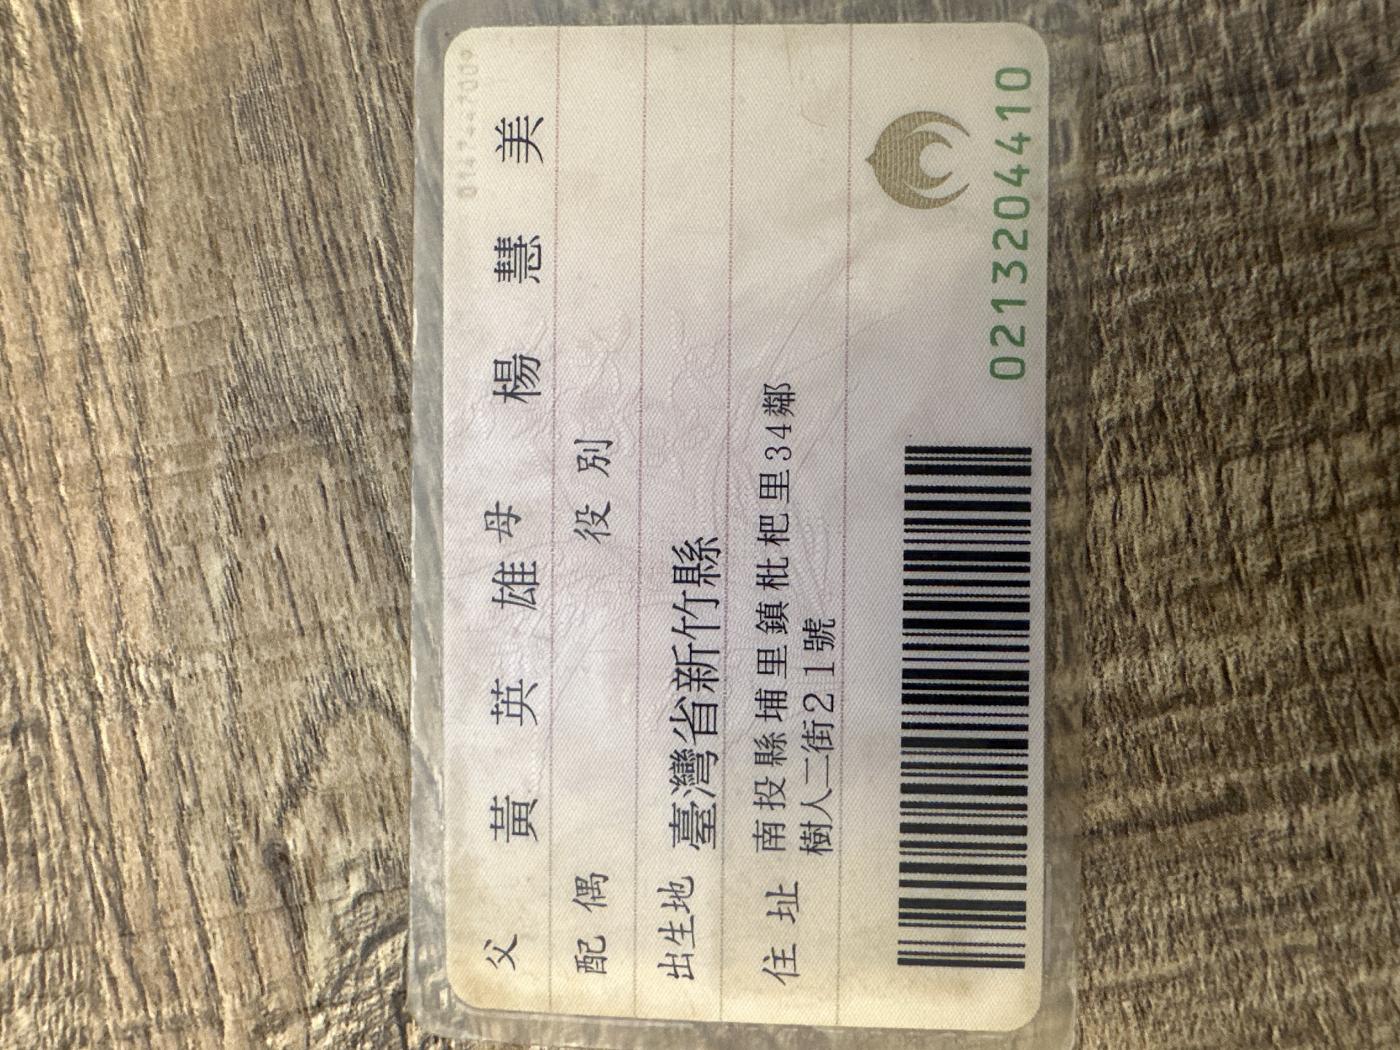 父 黃英雄 母 楊慧美
配偶 役別
出生地 臺灣省新竹縣
住址 南投縣埔里鎮枇杷里34鄰
樹人二街21號
0213204410